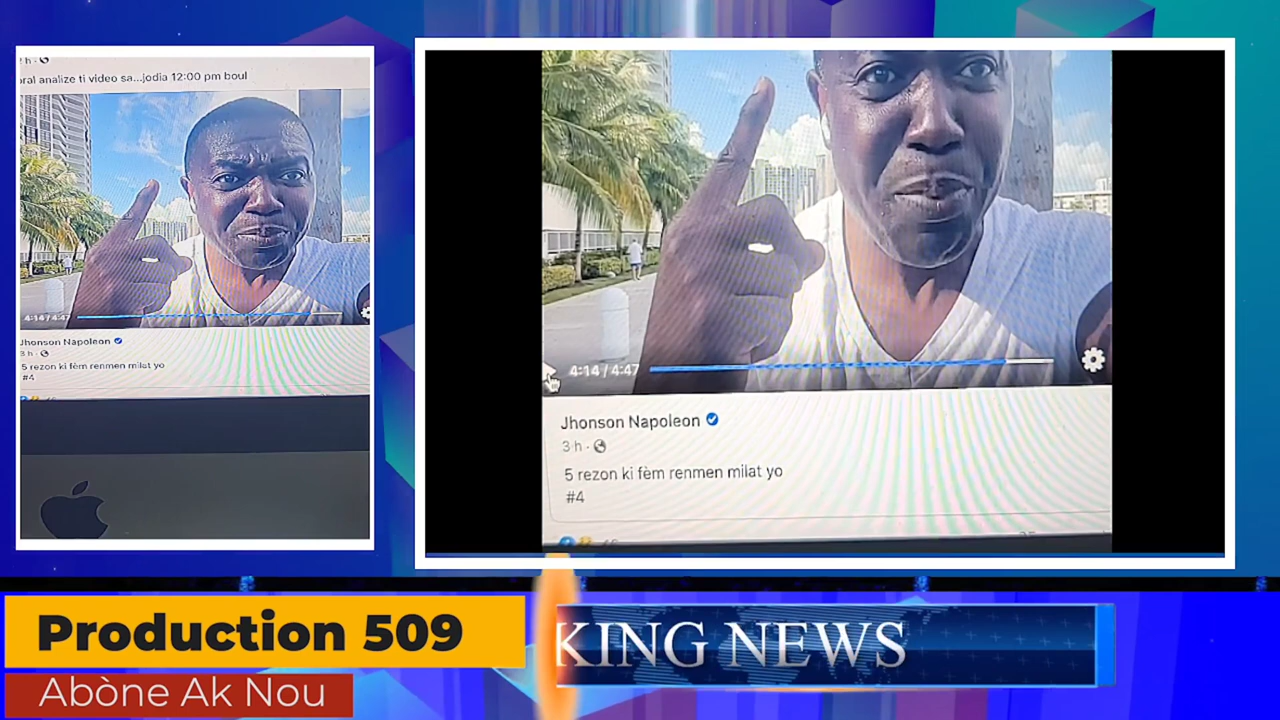 h ·
oral analize ti video sa...jodia 12:00 pm boul
4:14 / 4:47
Jhonson Napoleon
3 h ·
5 rezon ki fèm renmen milat yo
#4
4:14 / 4:47
Jhonson Napoleon
3 h ·
5 rezon ki fèm renmen milat yo
#4
Production 509
Abòne Ak Nou
KING NEWS